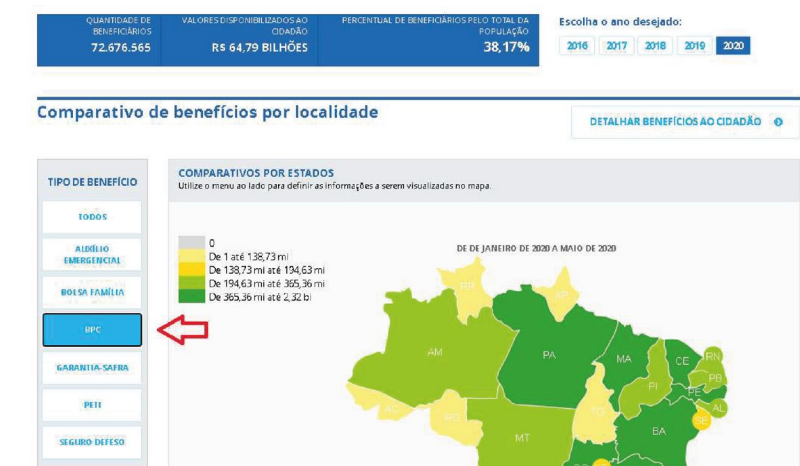 QUANTIDADE DE
BENEFICIÁRIOS
72.676.565
VALORES DISPONIBILIZADOS AO
CIDADÃO
R$ 64,79 BILHÕES
PERCENTUAL DE BENEFICIÁRIOS PELO TOTAL DA
POPULAÇÃO
38,17%
Escolha o ano desejado:
2016 2017 2018 2019 2020
Comparativo de benefícios por localidade
DETALHAR BENEFÍCIOS AO CIDADÃO
TIPO DE BENEFÍCIO
TODOS
AUXÍLIO
EMERGENCIAL
BOLSA FAMÍLIA
BPC
GARANTIA-SAFRA
PETI
SEGURO DEFESO
COMPARATIVOS POR ESTADOS
Utilize o menu ao lado para definir as informações a serem visualizadas no mapa.
0
De 1 até 138,73 mi
De 138,73 mi até 194,63 mi
De 194,63 mi até 365,36 mi
De 365,36 mi até 2,32 bi
DE DE JANEIRO DE 2020 A MAIO DE 2020
RR
AP
AM
PA
MA
CE
RN
PB
PI
PE
AL
SE
AC
RO
TO
BA
MT